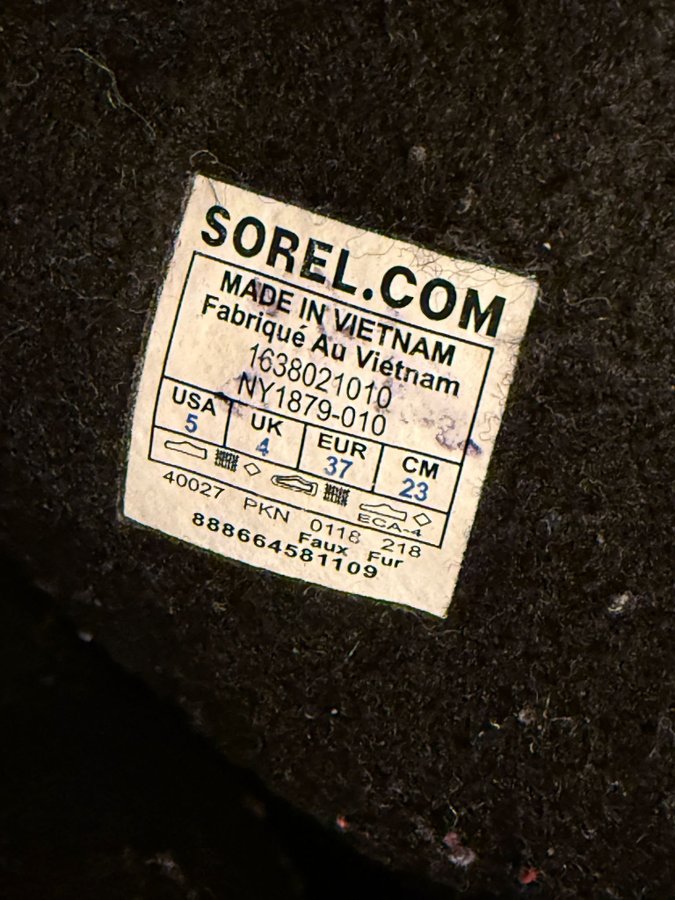 SOREL.COM
MADE IN VIETNAM
Fabriqué Au Viétnam
1638021010
NY1879-010
USA UK EUR CM
5 4 37 23
ECA-4
40027 PKN 0118 218
Faux Fur
888664581109